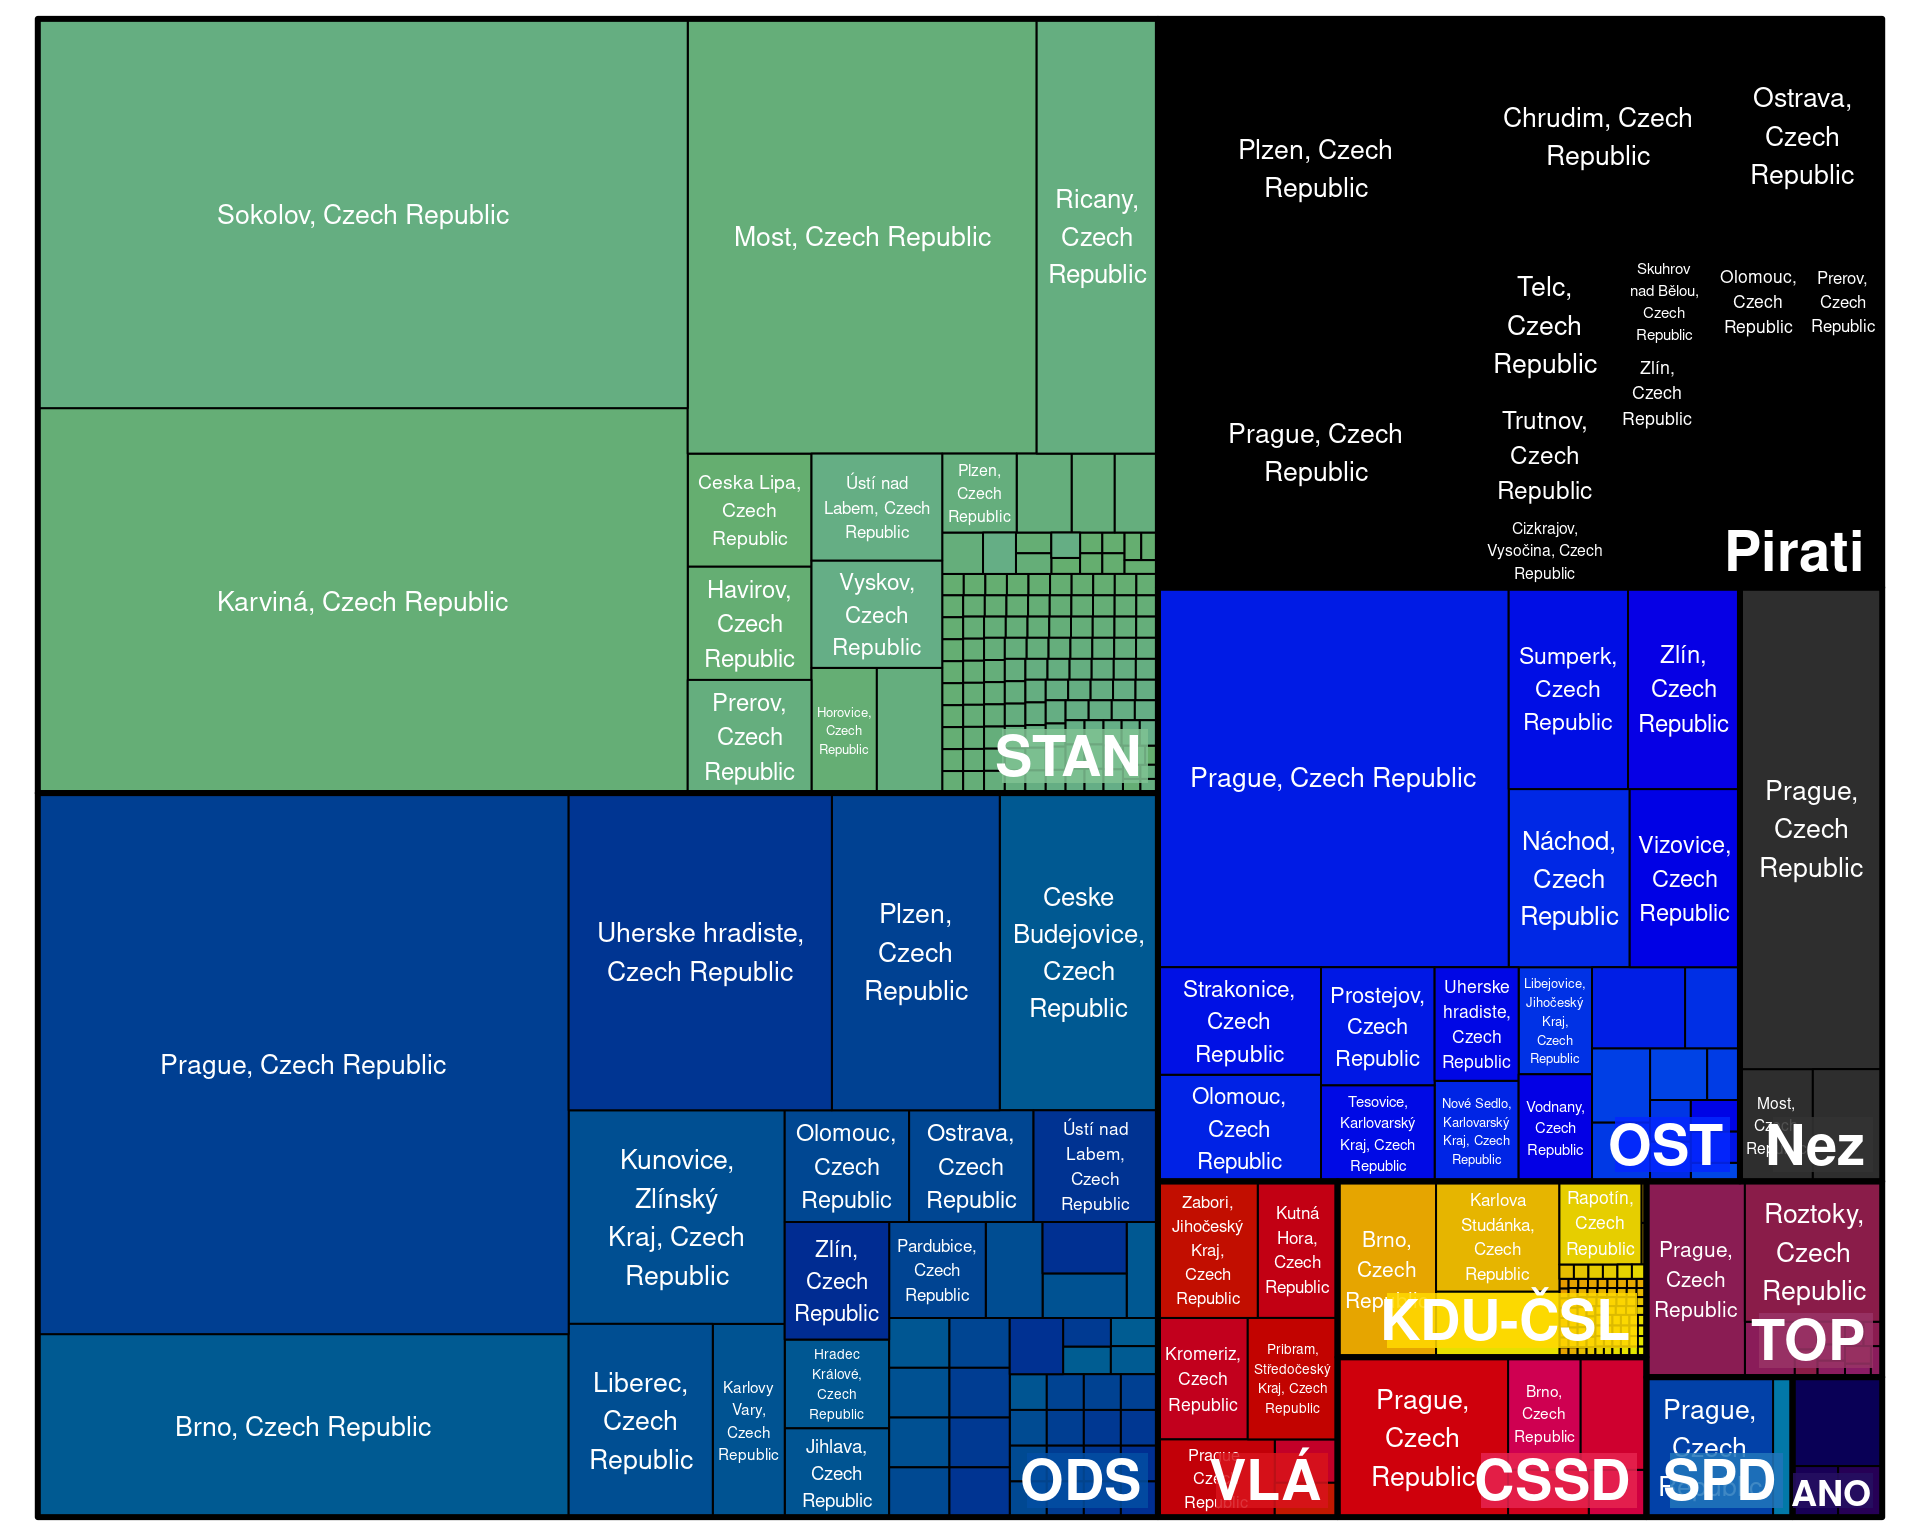 Sokolov, Czech Republic
Karviná, Czech Republic
Most, Czech Republic
Ricany,
Czech
Republic
Ceska Lipa,
Czech
Republic
Havirov,
Czech
Republic
Prerov,
Czech
Republic
Ústí nad
Labem, Czech
Republic
Vyskov,
Czech
Republic
Horovice,
Czech
Republic
Plzen,
Czech
Republic
STAN
Plzen, Czech
Republic
Prague, Czech
Republic
Chrudim, Czech
Republic
Ostrava,
Czech
Republic
Telc,
Czech
Republic
Trutnov,
Czech
Republic
Cizkrajov,
Vysočina, Czech
Republic
Skuhrov
nad Bělou,
Czech
Republic
Zlín,
Czech
Republic
Olomouc,
Czech
Republic
Prerov,
Czech
Republic
Pirati
Prague, Czech Republic
Brno, Czech Republic
Uherske hradiste,
Czech Republic
Plzen,
Czech
Republic
Ceske
Budejovice,
Czech
Republic
Kunovice,
Zlínský
Kraj, Czech
Republic
Liberec,
Czech
Republic
Karlovy
Vary,
Czech
Republic
Olomouc,
Czech
Republic
Ostrava,
Czech
Republic
Ústí nad
Labem,
Czech
Republic
Zlín,
Czech
Republic
Hradec
Králové,
Czech
Republic
Jihlava,
Czech
Republic
Pardubice,
Czech
Republic
ODS
Prague, Czech Republic
Sumperk,
Czech
Republic
Zlín,
Czech
Republic
Náchod,
Czech
Republic
Vizovice,
Czech
Republic
Strakonice,
Czech
Republic
Olomouc,
Czech
Republic
Prostejov,
Czech
Republic
Tesovice,
Karlovarský
Kraj, Czech
Republic
Uherske
hradiste,
Czech
Republic
Nové Sedlo,
Karlovarský
Kraj, Czech
Republic
Libejovice,
Jihočeský
Kraj,
Czech
Republic
Vodnany,
Czech
Republic
OST
Prague,
Czech
Republic
Most,
Czech
Republic
Nez
Zabori,
Jihočeský
Kraj,
Czech
Republic
Kutná
Hora,
Czech
Republic
Kromeriz,
Czech
Republic
Pribram,
Středočeský
Kraj, Czech
Republic
Prague
Czech
Republic
VLÁ
Brno,
Czech
Republic
Karlova
Studánka,
Czech
Republic
Rapotín,
Czech
Republic
KDU-ČSL
Prague,
Czech
Republic
Brno,
Czech
Republic
CSSD
Prague,
Czech
Republic
Roztoky,
Czech
Republic
TOP
Prague,
Czech
Republic
SPD
ANO